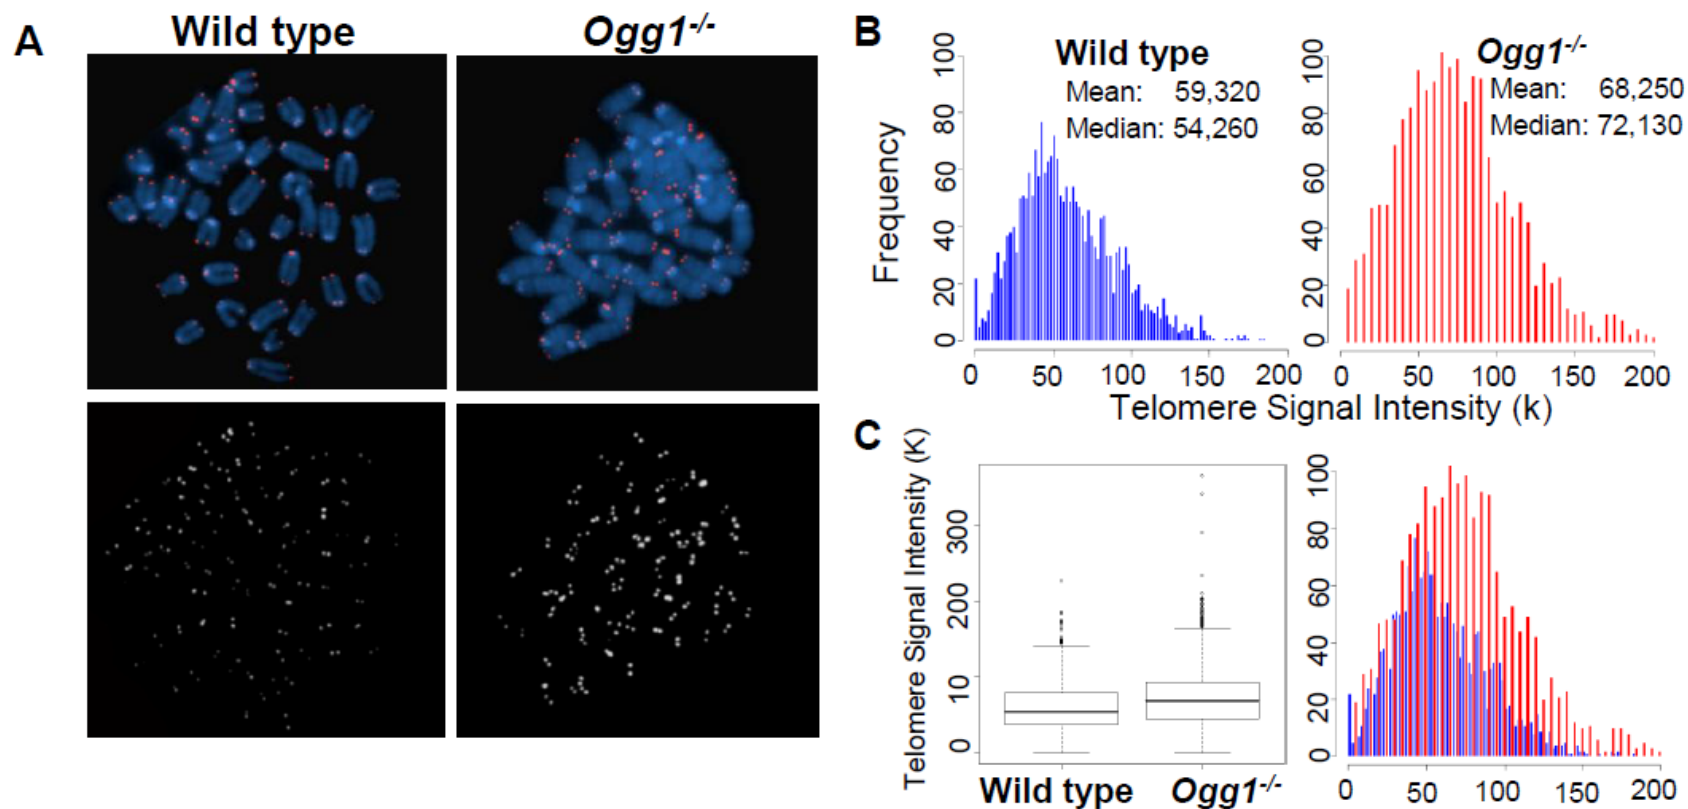 A
Wild type
Ogg1-/-
B
Wild type
Mean: 59,320
Median: 54,260
Ogg1-/-
Mean: 68,250
Median: 72,130
Frequency
100
80
60
40
20
0
0 50 100 150 200
100
80
60
40
20
0
0 50 100 150 200
Telomere Signal Intensity (k)
C
Telomere Signal Intensity (K)
300
200
10
0
Wild type
Ogg1-/-
100
80
60
40
20
0
0 50 100 150 200